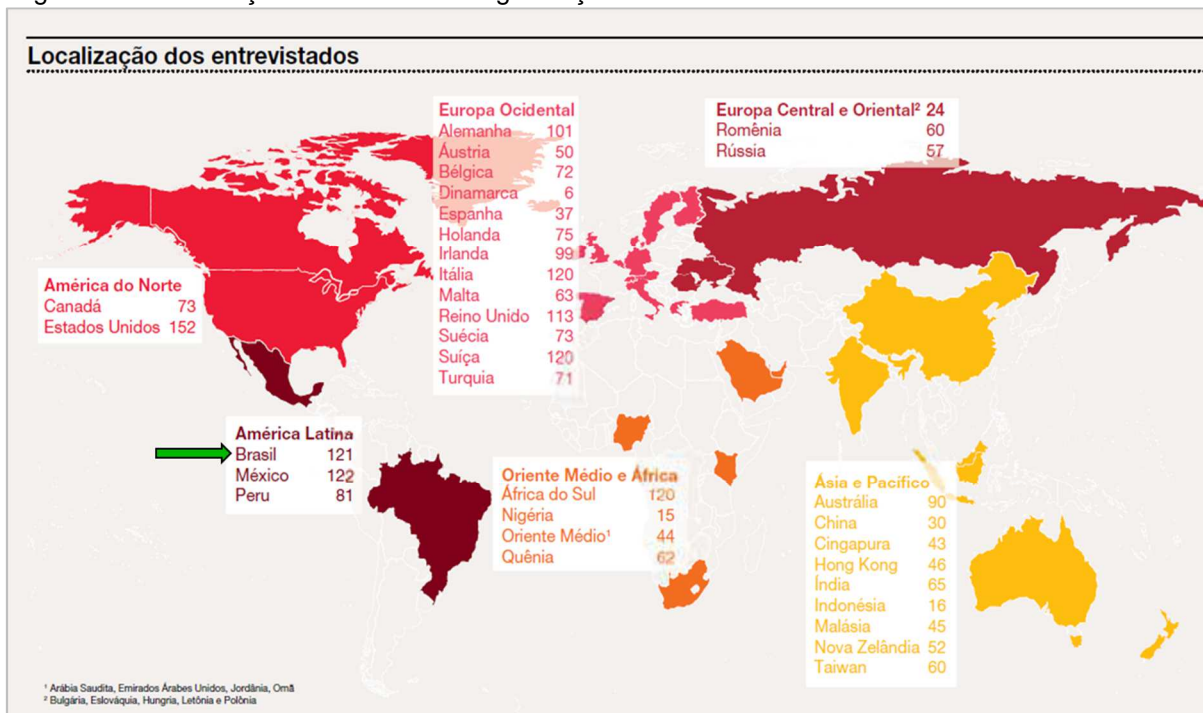 Localização dos entrevistados
América do Norte
Canadá 73
Estados Unidos 152
América Latina
Brasil 121
México 122
Peru 81
Europa Ocidental
Alemanha 101
Áustria 50
Bélgica 72
Dinamarca 6
Espanha 37
Holanda 75
Irlanda 99
Itália 120
Malta 63
Reino Unido 113
Suécia 73
Suíça 120
Turquia 71
Oriente Médio e África
África do Sul 120
Nigéria 15
Oriente Médio¹ 44
Quênia 62
Europa Central e Oriental² 24
Romênia 60
Rússia 57
Ásia e Pacífico
Austrália 90
China 30
Cingapura 43
Hong Kong 46
Índia 65
Indonésia 16
Malásia 45
Nova Zelândia 52
Taiwan 60
¹ Arábia Saudita, Emirados Árabes Unidos, Jordânia, Omã
² Bulgária, Eslováquia, Hungria, Letônia e Polônia